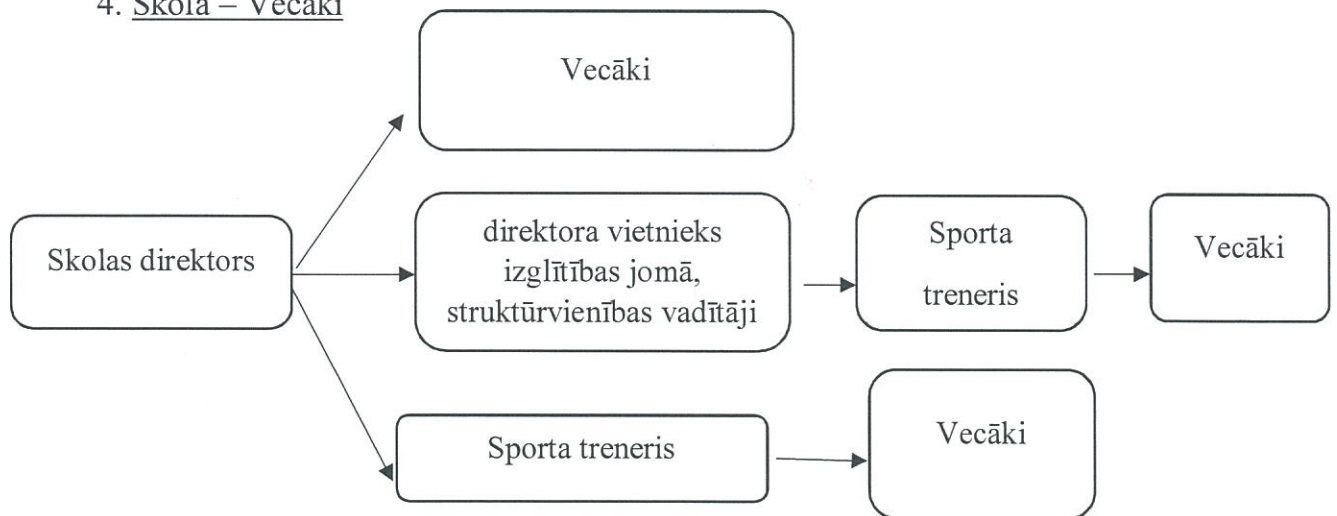 4. Skola – Vecāki
Vecāki
Skolas direktors
direktora vietnieks
izglītības jomā,
struktūrvienības vadītāji
Sporta
treneris
Vecāki
Sporta treneris
Vecāki